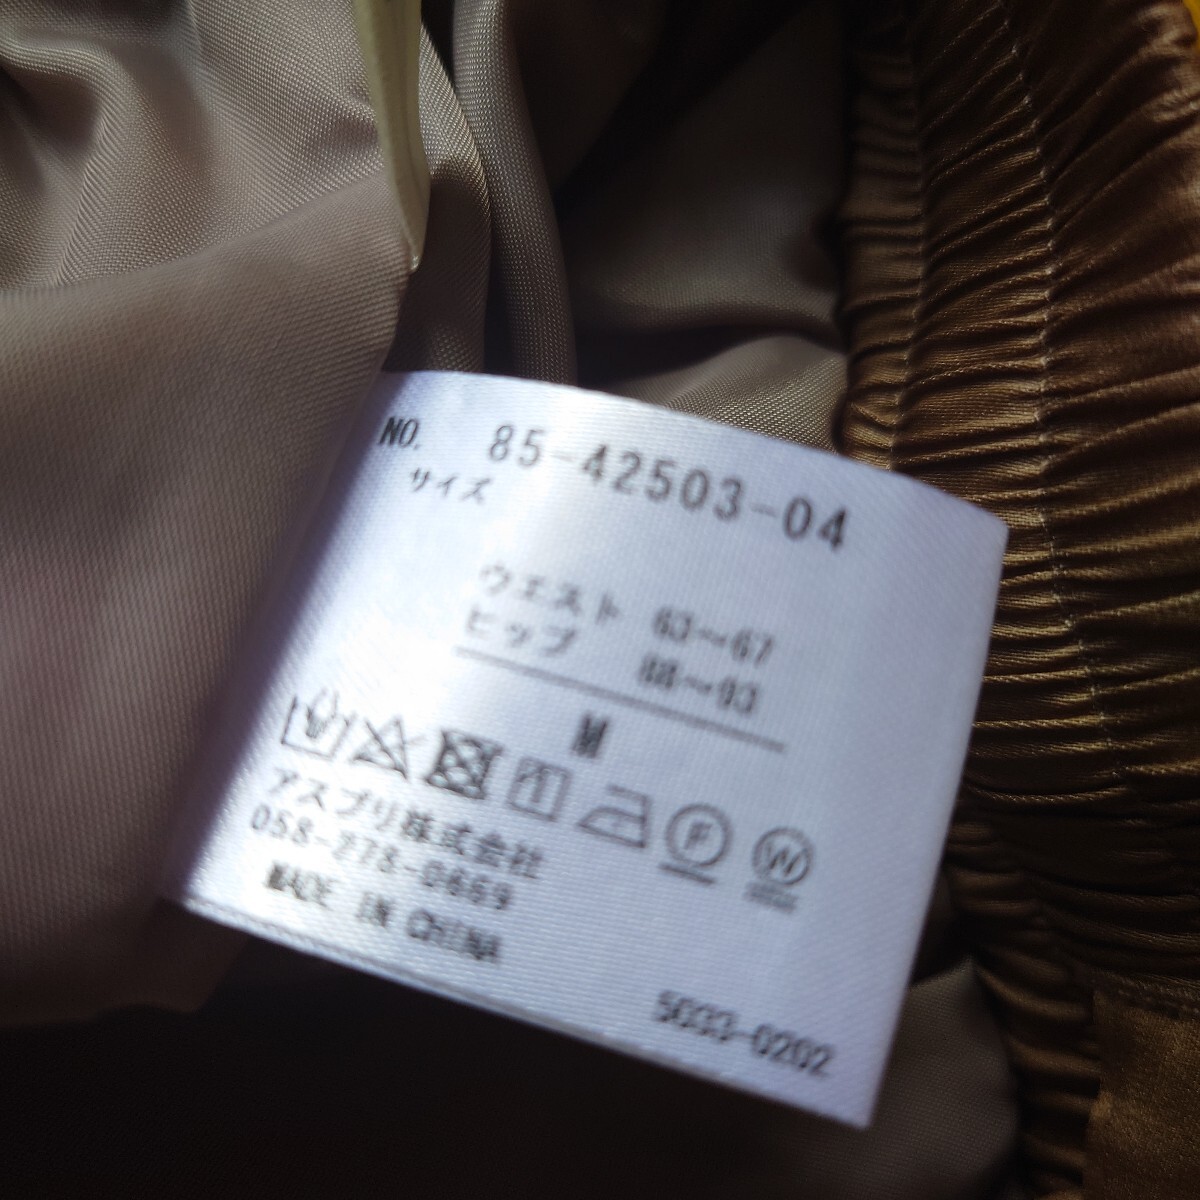 NO. 85-42503-04
サイズ
ウエスト 63〜67
ヒップ 88〜93
M
F W
アスプリ株式会社
058-278-0669
MADE IN CHINA
5033-0202